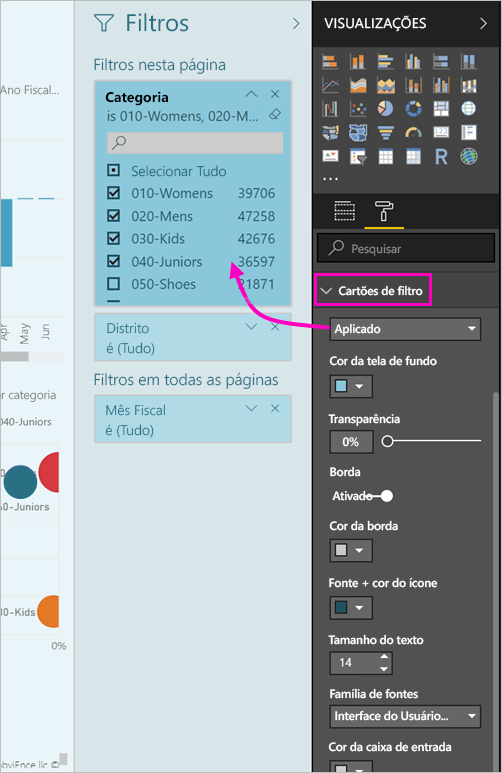 Ano Fiscal...
Apr
May
Jun
or categoria
040-Juniors
40-Juniors
30-Kids
0%
obviEnce llc ©
Filtros
Filtros nesta página
Categoria
is 010-Womens, 020-M...
Selecionar Tudo
010-Womens 39706
020-Mens 47258
030-Kids 42676
040-Juniors 36597
050-Shoes 21871
Distrito
é (Tudo)
Filtros em todas as páginas
Mês Fiscal
é (Tudo)
VISUALIZAÇÕES
R
...
Pesquisar
Cartões de filtro
Aplicado
Cor da tela de fundo
Transparência
0%
Borda
Ativado
Cor da borda
Fonte + cor do ícone
Tamanho do texto
14
Família de fontes
Interface do Usuário...
Cor da caixa de entrada